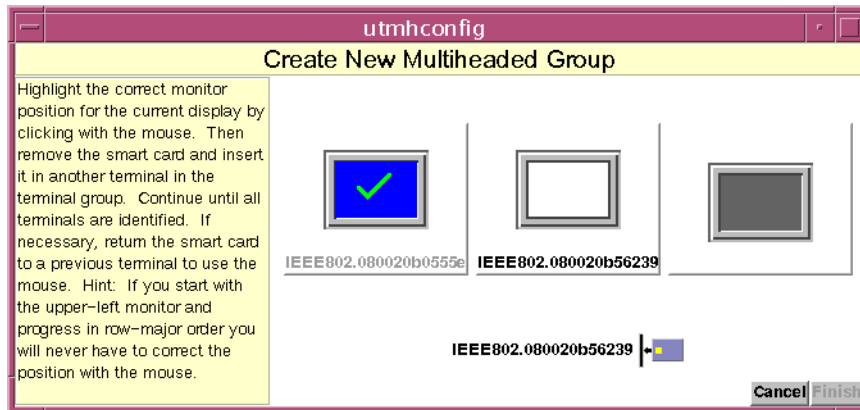 utmhconfig
Create New Multiheaded Group
Highlight the correct monitor
position for the current display by
clicking with the mouse. Then
remove the smart card and insert
it in another terminal in the
terminal group. Continue until all
terminals are identified. If
necessary, return the smart card
to a previous terminal to use the
mouse. Hint: If you start with
the upper-left monitor and
progress in row-major order you
will never have to correct the
position with the mouse.
IEEE802.080020b0555e IEEE802.080020b56239
IEEE802.080020b56239
Cancel Finish